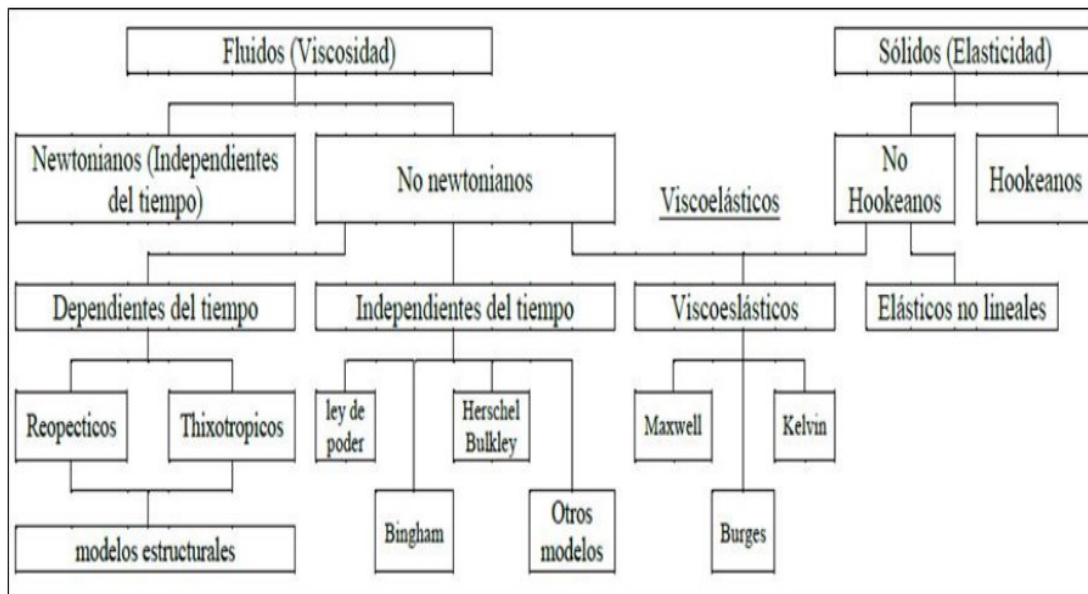 Fluidos (Viscosidad)
Sólidos (Elasticidad)
Newtonianos (Independientes
del tiempo)
No newtonianos
Viscoelásticos
No
Hookeanos
Hookeanos
Dependientes del tiempo
Independientes del tiempo
Viscoeslásticos
Elásticos no lineales
Reopecticos
Thixotropicos
ley de
poder
Herschel
Bulkley
Maxwell
Kelvin
modelos estructurales
Bingham
Otros
modelos
Burges